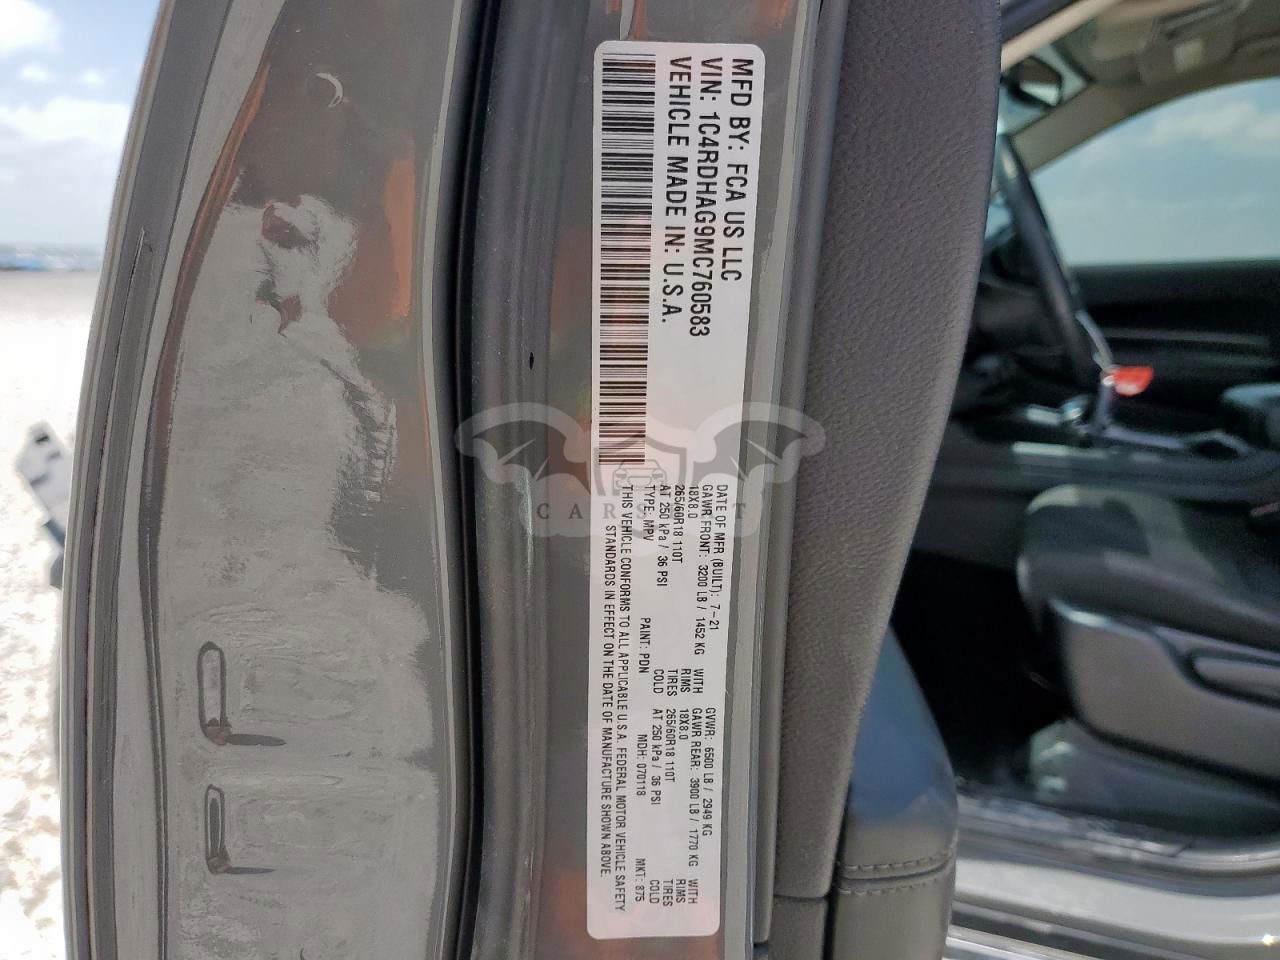 MFD BY: FCA US LLC
VIN: 1C4RDHAG9MC760583
VEHICLE MADE IN: U.S.A.
DATE OF MFR (BUILT): 7-21
GVWR: 6500 LB / 2949 KG
GAWR FRONT: 3200 LB / 1452 KG WITH
GAWR REAR: 3900 LB / 1770 KG WITH
18X8.0 RIMS
18X8.0 RIMS
265/60R18 110T TIRES
265/60R18 110T TIRES
AT 250 kPa / 36 PSI COLD
AT 250 kPa / 36 PSI COLD
TYPE: MPV PAINT: PDN MDH: 070118 MKT: 875
THIS VEHICLE CONFORMS TO ALL APPLICABLE U.S.A. FEDERAL MOTOR VEHICLE SAFETY
STANDARDS IN EFFECT ON THE DATE OF MANUFACTURE SHOWN ABOVE.